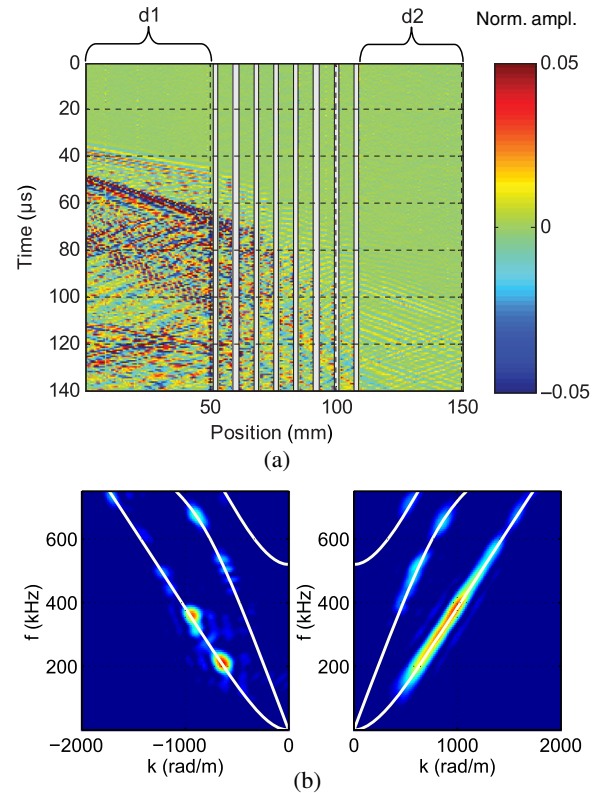 d1
d2
Norm. ampl.
0
20
40
60
80
100
120
140
Time (µs)
50
100
150
Position (mm)
0.05
0
−0.05
(a)
600
400
200
f (kHz)
−2000
−1000
0
k (rad/m)
600
400
200
f (kHz)
0
1000
2000
k (rad/m)
(b)